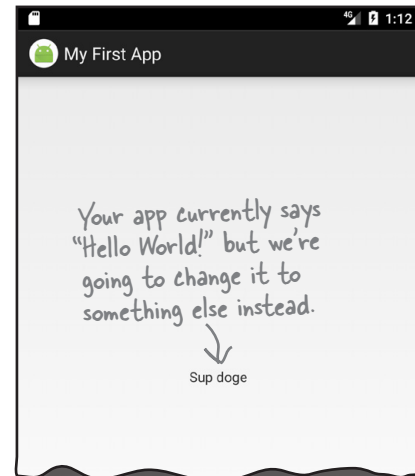 4G 1:12
My First App
Your app currently says
“Hello World!” but we’re
going to change it to
something else instead.
Sup doge